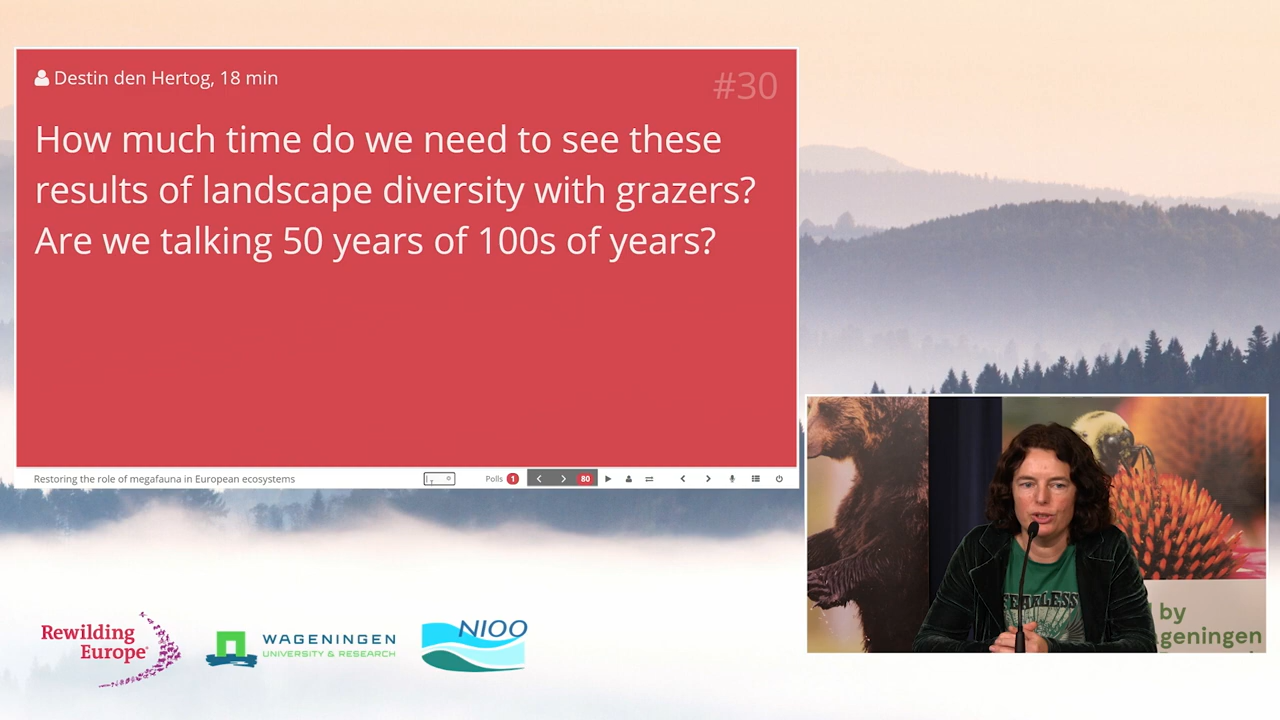 Destin den Hertog, 18 min
#30
How much time do we need to see these
results of landscape diversity with grazers?
Are we talking 50 years of 100s of years?
Restoring the role of megafauna in European ecosystems
Polls 1
80
FEARLESS
by
ageningen
Rewilding
Europe
WAGENINGEN
UNIVERSITY & RESEARCH
NIOO